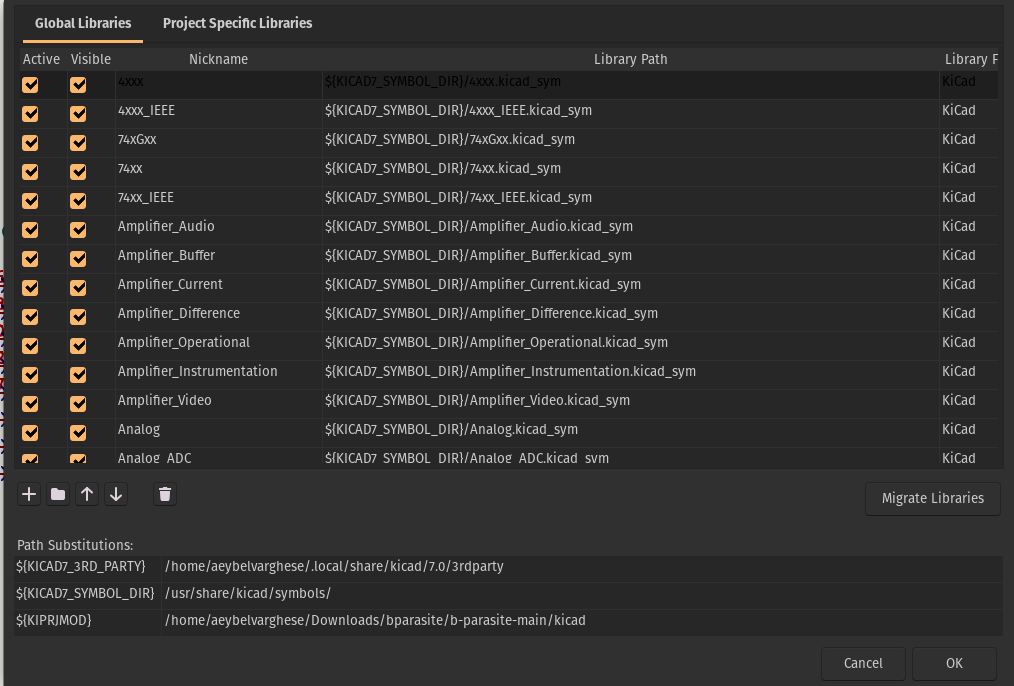 Global Libraries Project Specific Libraries
Active Visible Nickname Library Path Library F
4xxx ${KICAD7_SYMBOL_DIR}/4xxx.kicad_sym KiCad
4xxx_IEEE ${KICAD7_SYMBOL_DIR}/4xxx_IEEE.kicad_sym KiCad
74xGxx ${KICAD7_SYMBOL_DIR}/74xGxx.kicad_sym KiCad
74xx ${KICAD7_SYMBOL_DIR}/74xx.kicad_sym KiCad
74xx_IEEE ${KICAD7_SYMBOL_DIR}/74xx_IEEE.kicad_sym KiCad
Amplifier_Audio ${KICAD7_SYMBOL_DIR}/Amplifier_Audio.kicad_sym KiCad
Amplifier_Buffer ${KICAD7_SYMBOL_DIR}/Amplifier_Buffer.kicad_sym KiCad
Amplifier_Current ${KICAD7_SYMBOL_DIR}/Amplifier_Current.kicad_sym KiCad
Amplifier_Difference ${KICAD7_SYMBOL_DIR}/Amplifier_Difference.kicad_sym KiCad
Amplifier_Operational ${KICAD7_SYMBOL_DIR}/Amplifier_Operational.kicad_sym KiCad
Amplifier_Instrumentation ${KICAD7_SYMBOL_DIR}/Amplifier_Instrumentation.kicad_sym KiCad
Amplifier_Video ${KICAD7_SYMBOL_DIR}/Amplifier_Video.kicad_sym KiCad
Analog ${KICAD7_SYMBOL_DIR}/Analog.kicad_sym KiCad
Analog_ADC ${KICAD7_SYMBOL_DIR}/Analog_ADC.kicad_sym KiCad
Migrate Libraries
Path Substitutions:
${KICAD7_3RD_PARTY} /home/aeybelvarghese/.local/share/kicad/7.0/3rdparty
${KICAD7_SYMBOL_DIR} /usr/share/kicad/symbols/
${KIPRJMOD} /home/aeybelvarghese/Downloads/bparasite/b-parasite-main/kicad
Cancel OK